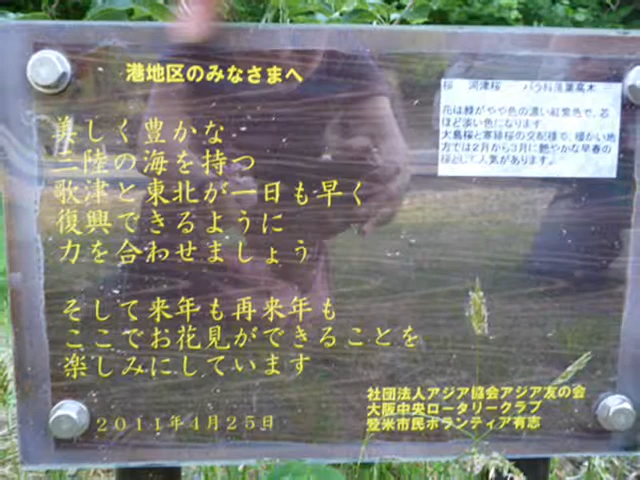 港地区のみなさまへ
美しく豊かな
三陸の海を持つ
歌津と東北が一日も早く
復興できるように
力を合わせましょう
そして来年も再来年も
ここでお花見ができることを
楽しみにしています
2011年4月25日
社団法人アジア協会アジア友の会
大阪中央ロータリークラブ
愛米市民ボランティア有志
桜 河津桜 バラ科落葉高木
花は緑がやや色の濃い紅紫色で、芯
ほど淡い色になります。
大島桜と寒緋桜の交配種で、暖かい地
方では2月から3月に艶やかな早春の
桜として人気があります。